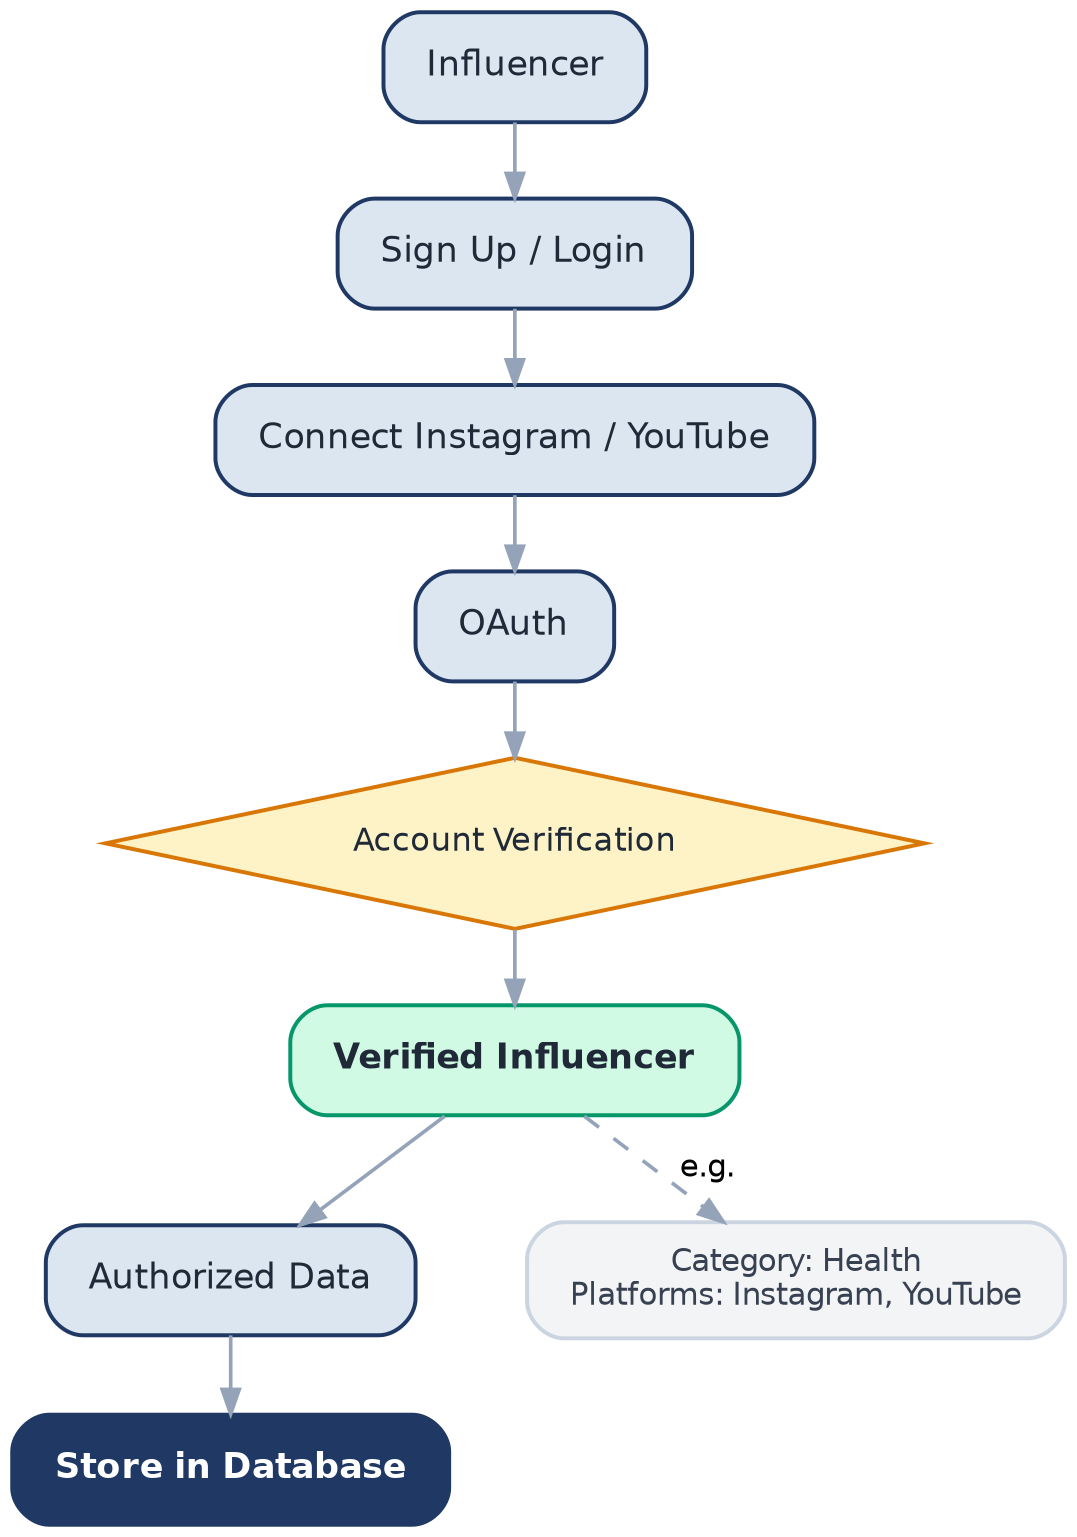 Influencer
Sign Up / Login
Connect Instagram / YouTube
OAuth
Account Verification
Verified Influencer
e.g.
Authorized Data
Category: Health
Platforms: Instagram, YouTube
Store in Database